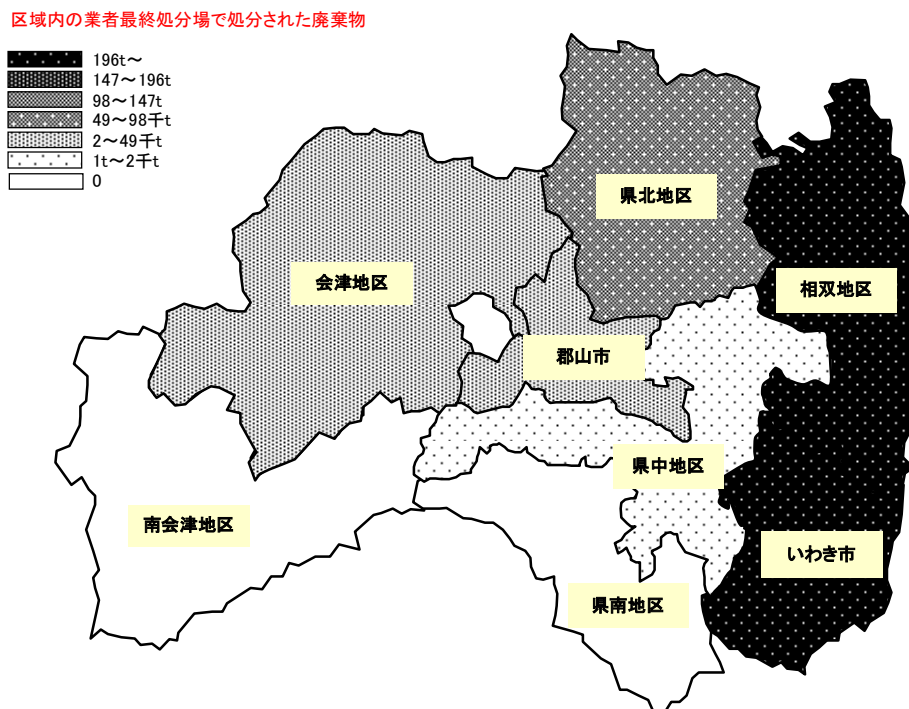 区域内の業者最終処分場で処分された廃棄物
196t～
147～196t
98～147t
49～98千t
2～49千t
1t～2千t
0
県北地区
会津地区
相双地区
郡山市
県中地区
南会津地区
いわき市
県南地区